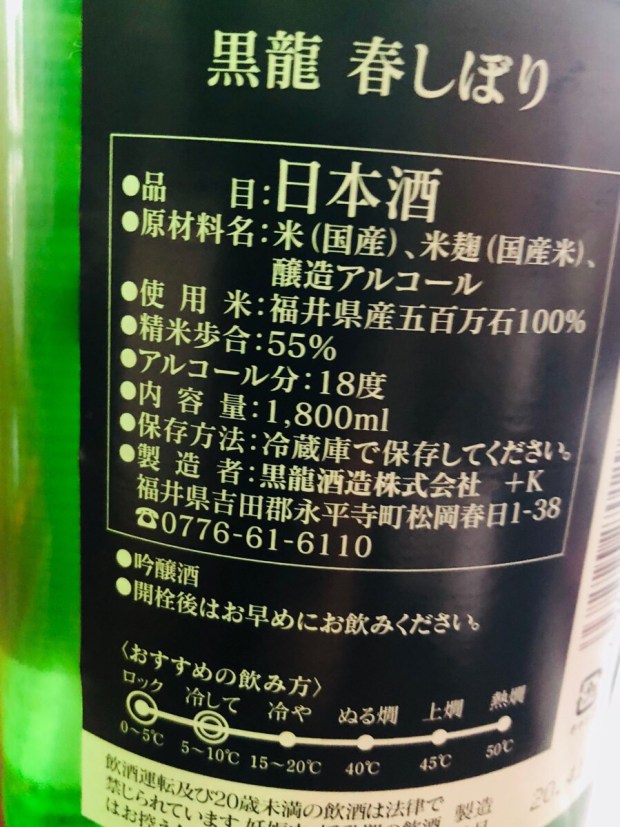 黒龍 春しぼり
●品 目:日本酒
●原材料名:米(国産)、米麹(国産米)、
醸造アルコール
●使用米:福井県産五百万石100%
●精米歩合:55%
●アルコール分:18度
●内容量:1,800ml
●保存方法:冷蔵庫で保存してください。
●製造者:黒龍酒造株式会社 +K
福井県吉田郡永平寺町松岡春日1-38
☎0776-61-6110
●吟醸酒
●開栓後はお早めにお飲みください。
〈おすすめの飲み方〉
ロック 冷して 冷や ぬる燗 上燗 熱燗
0~5℃ 5~10℃ 15~20℃ 40℃ 45℃ 50℃
飲酒運転及び20歳未満の飲酒は法律で
禁じられています。
製造